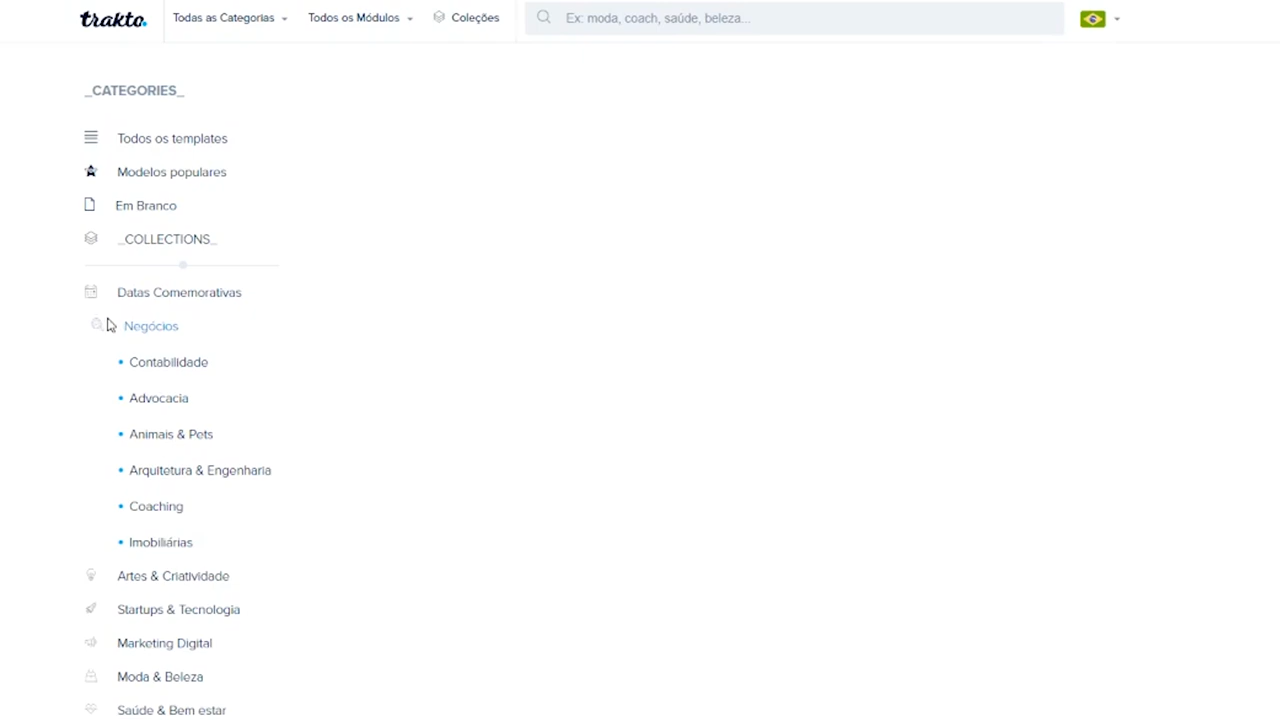 trakto.
Todas as Categorias
Todos os Módulos
Coleções
Ex: moda, coach, saúde, beleza...
_CATEGORIES_
Todos os templates
Modelos populares
Em Branco
_COLLECTIONS_
Datas Comemorativas
Negócios
Contabilidade
Advocacia
Animais & Pets
Arquitetura & Engenharia
Coaching
Imobiliárias
Artes & Criatividade
Startups & Tecnologia
Marketing Digital
Moda & Beleza
Saúde & Bem estar